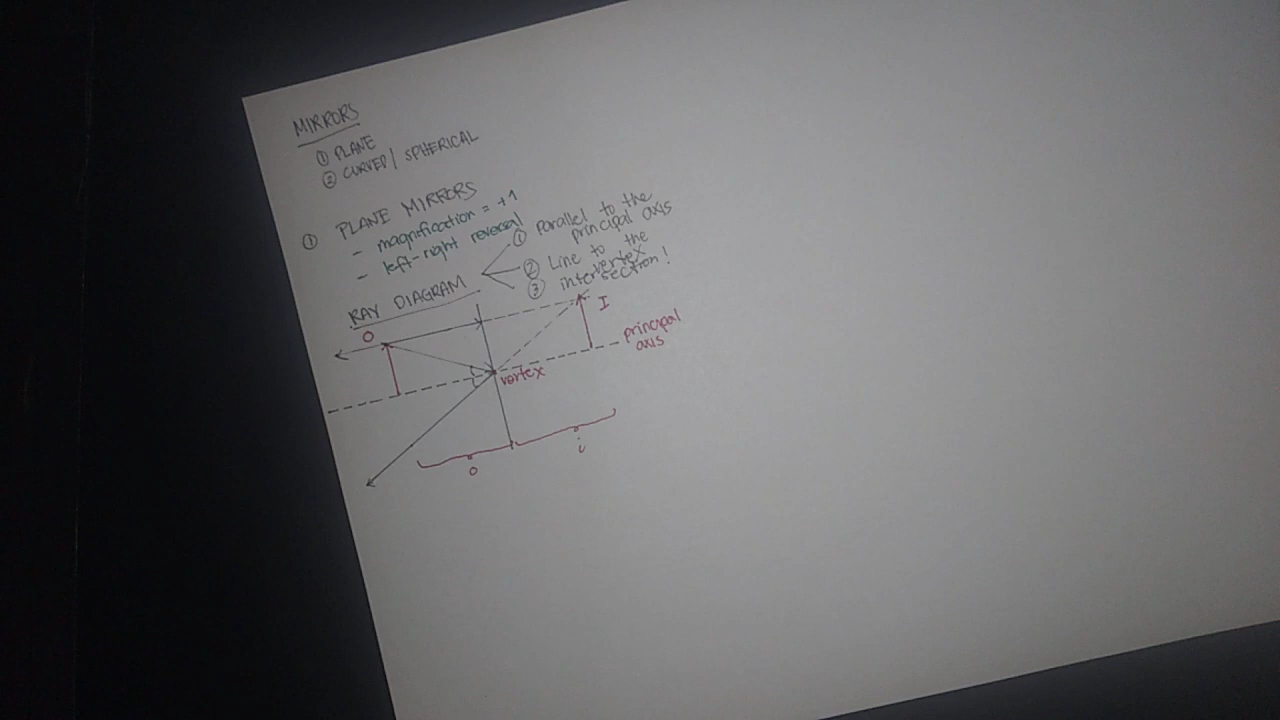 MIRRORS
① PLANE
② CURVED / SPHERICAL
① PLANE MIRRORS
- magnification = +1
- left-right reversal
RAY DIAGRAM
① parallel to the
principal axis
② Line to the
vertex
③ intersection!
O
I
principal
axis
vertex
o
i